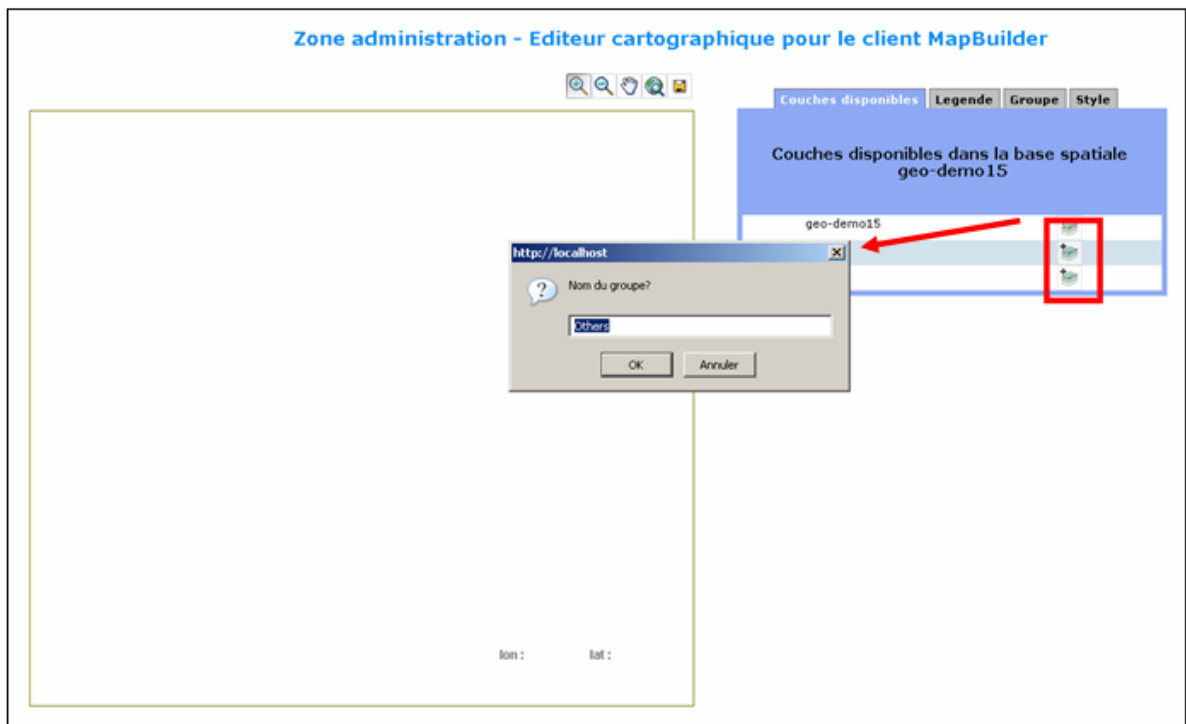 Zone administration - Editeur cartographique pour le client MapBuilder
Couches disponibles Legende Groupe Style
Couches disponibles dans la base spatiale
geo-demo15
geo-demo15
http://localhost
Nom du groupe?
Others
OK Annuler
lon : lat :